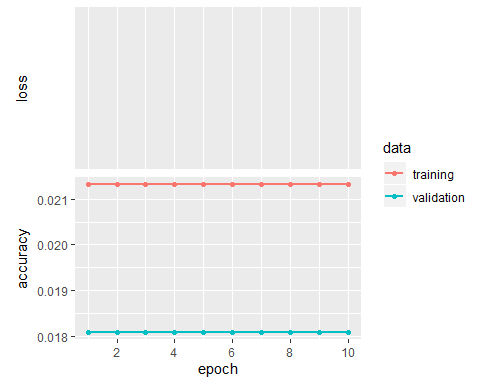 loss
data
training
validation
accuracy
0.021
0.020
0.019
0.018
2 4 6 8 10
epoch